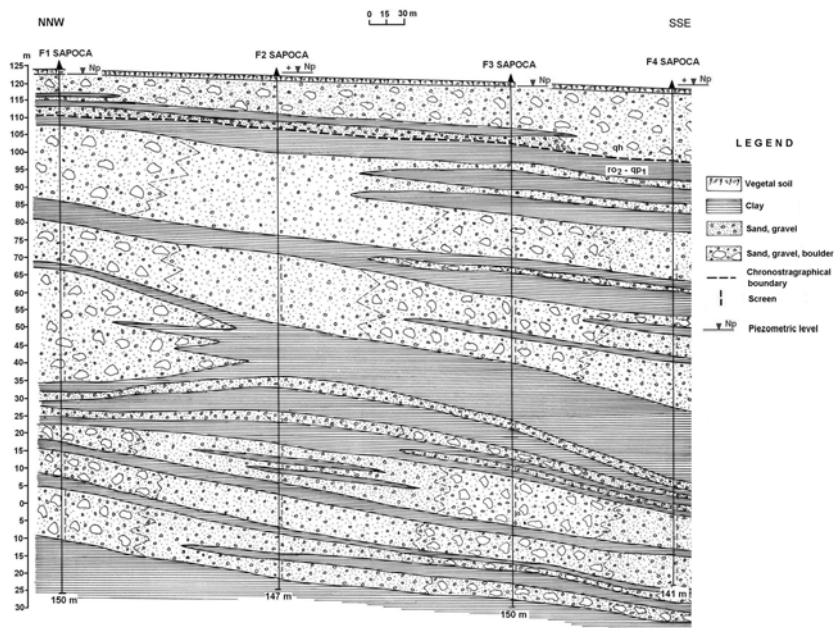 NNW
0 15 30 m
SSE
F1 SAPOCA
Np
F2 SAPOCA
+ Np
F3 SAPOCA
Np
F4 SAPOCA
+ Np
m
125
120
115
110
105
100
95
90
85
80
75
70
65
60
55
50
45
40
35
30
25
20
15
10
5
0
5
10
15
20
25
30
qh
ro2 - qp1
150 m
147 m
150 m
141 m
LEGEND
Vegetal soil
Clay
Sand, gravel
Sand, gravel, boulder
Chronostragraphical
boundary
Screen
Np
Piezometric level